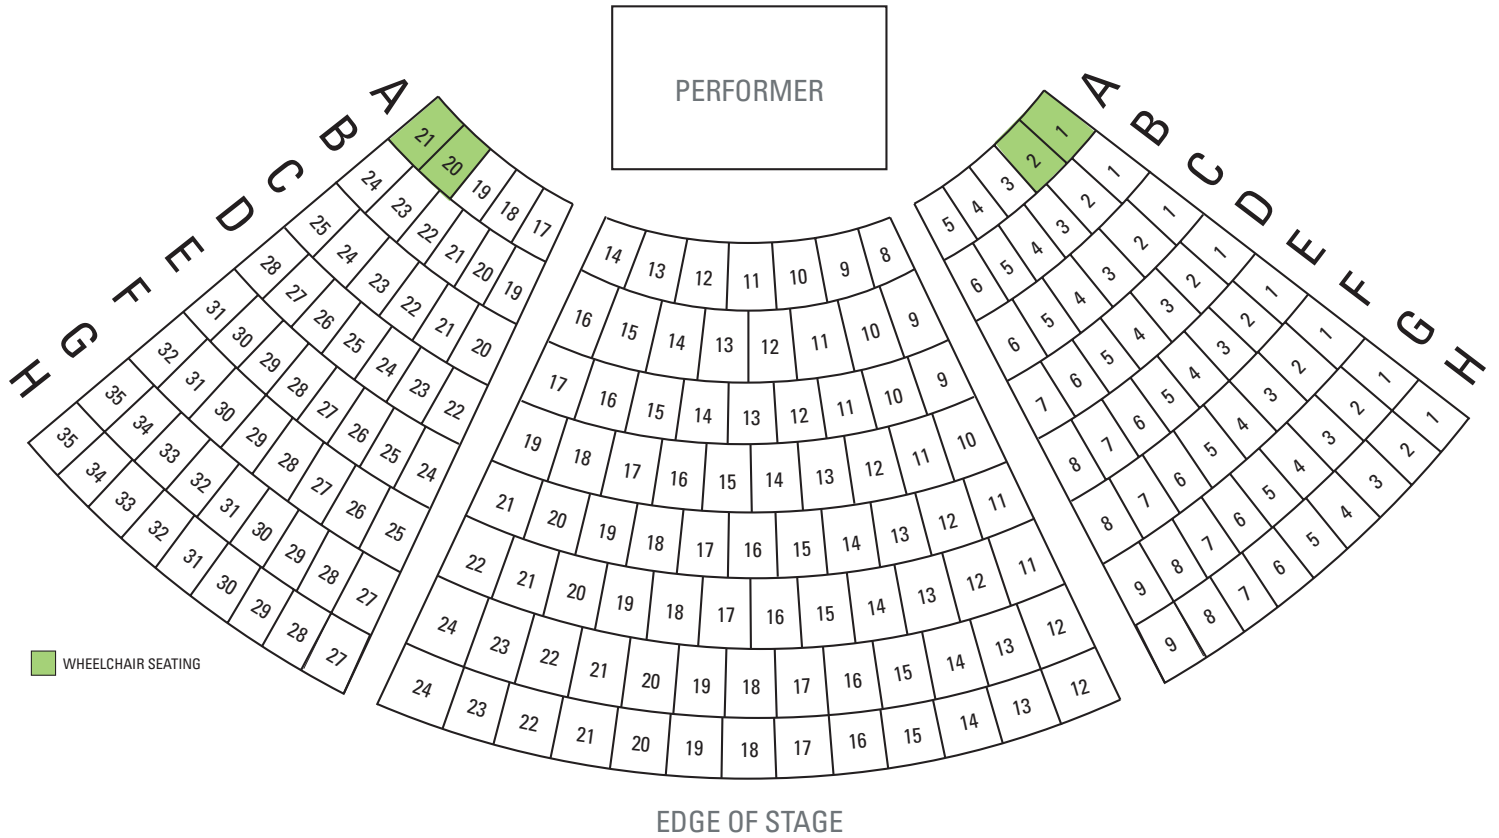 PERFORMER
A
B
C
D
E
F
G
H
A
B
C
D
E
F
G
H
21 20 19 18 17
24 23 22 21 20 19
25 24 23 22 21 20
28 27 26 25 24 23 22
31 30 29 28 27 26 25 24
32 31 30 29 28 27 26 25
35 34 33 32 31 30 29 28 27
35 34 33 32 31 30 29 28 27
14 13 12 11 10 9 8
16 15 14 13 12 11 10 9
17 16 15 14 13 12 11 10 9
19 18 17 16 15 14 13 12 11 10
21 20 19 18 17 16 15 14 13 12 11
22 21 20 19 18 17 16 15 14 13 12 11
24 23 22 21 20 19 18 17 16 15 14 13 12
24 23 22 21 20 19 18 17 16 15 14 13 12
5 4 3 2 1
6 5 4 3 2 1
6 5 4 3 2 1
7 6 5 4 3 2 1
8 7 6 5 4 3 2 1
8 7 6 5 4 3 2 1
9 8 7 6 5 4 3 2 1
9 8 7 6 5 4 3 2 1
WHEELCHAIR SEATING
EDGE OF STAGE